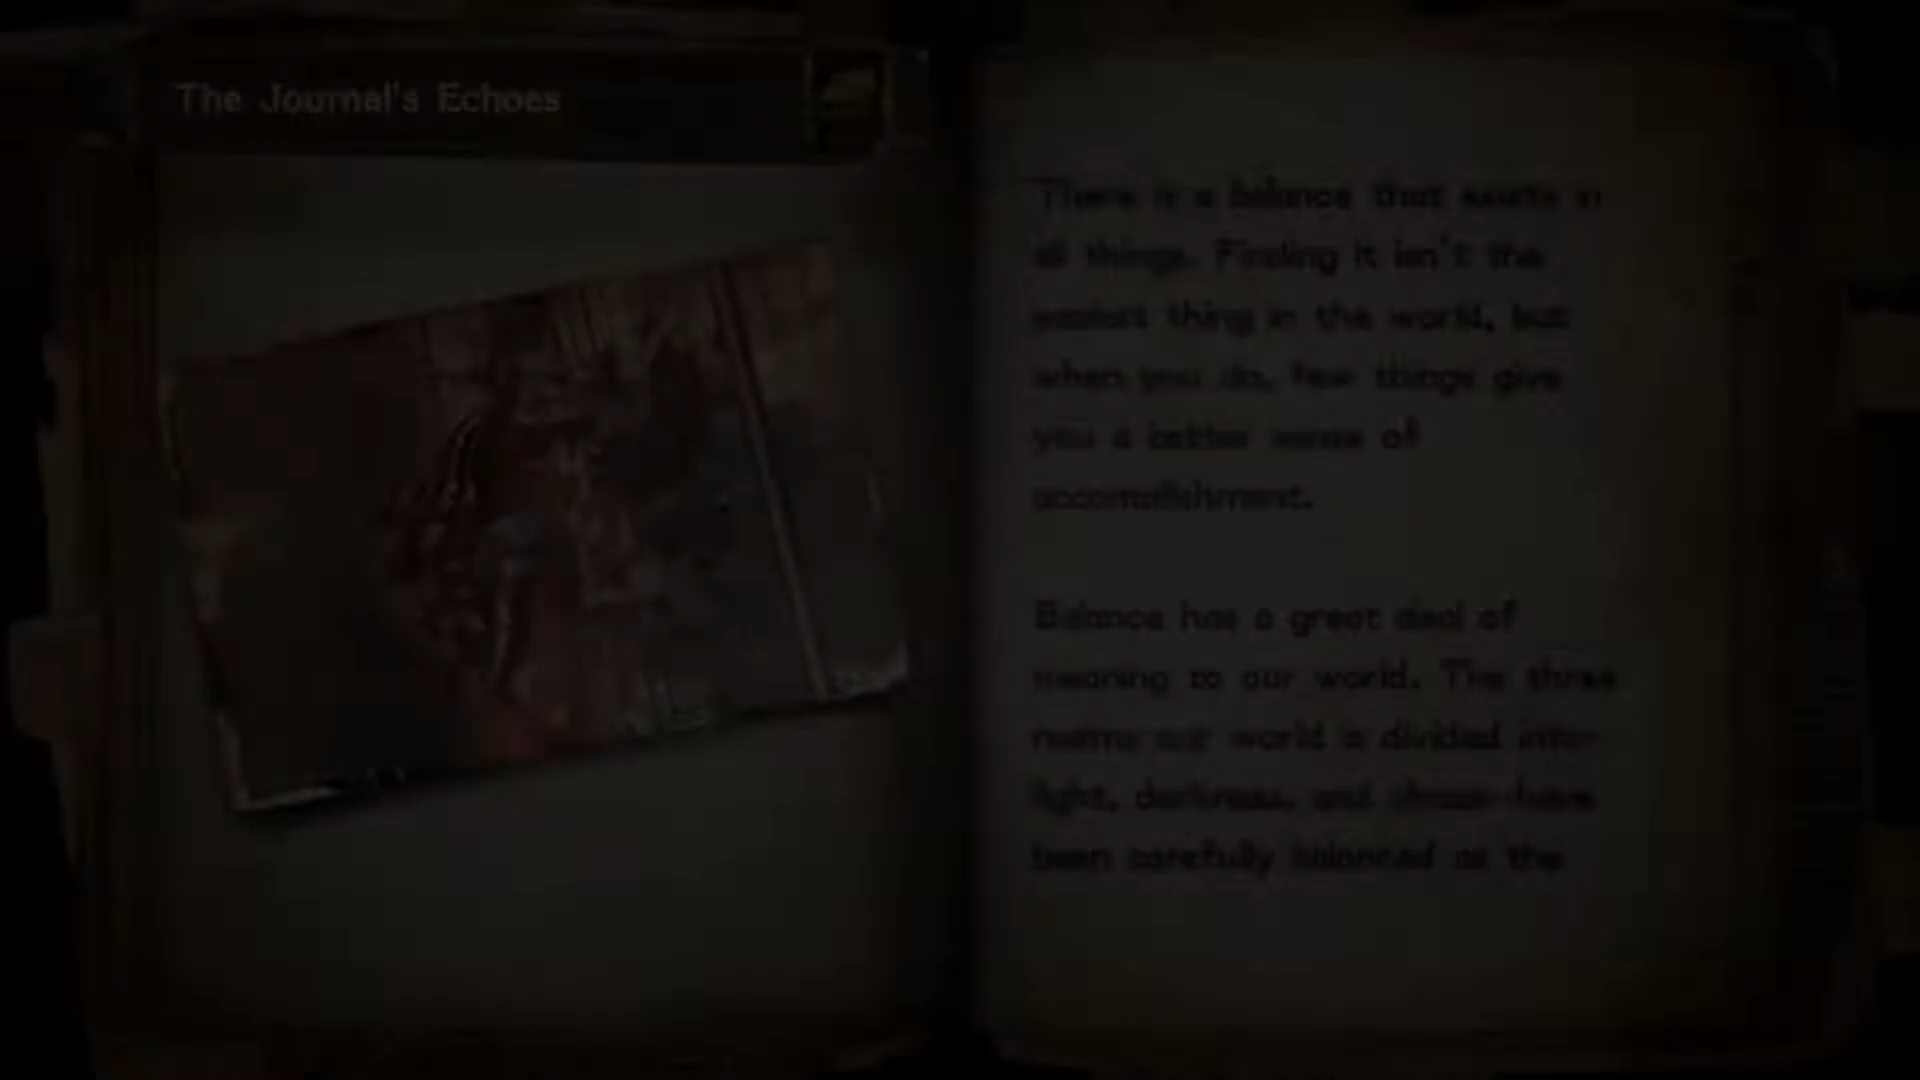 The Journal's Echoes
There is a balance that exists in
all things. Finding it isn't the
easiest thing in the world, but
when you do, few things give
you a better sense of
accomplishment.
Balance has a great deal of
meaning to our world. The three
realms our world is divided into--
light, darkness, and chaos--have
been carefully balanced as the